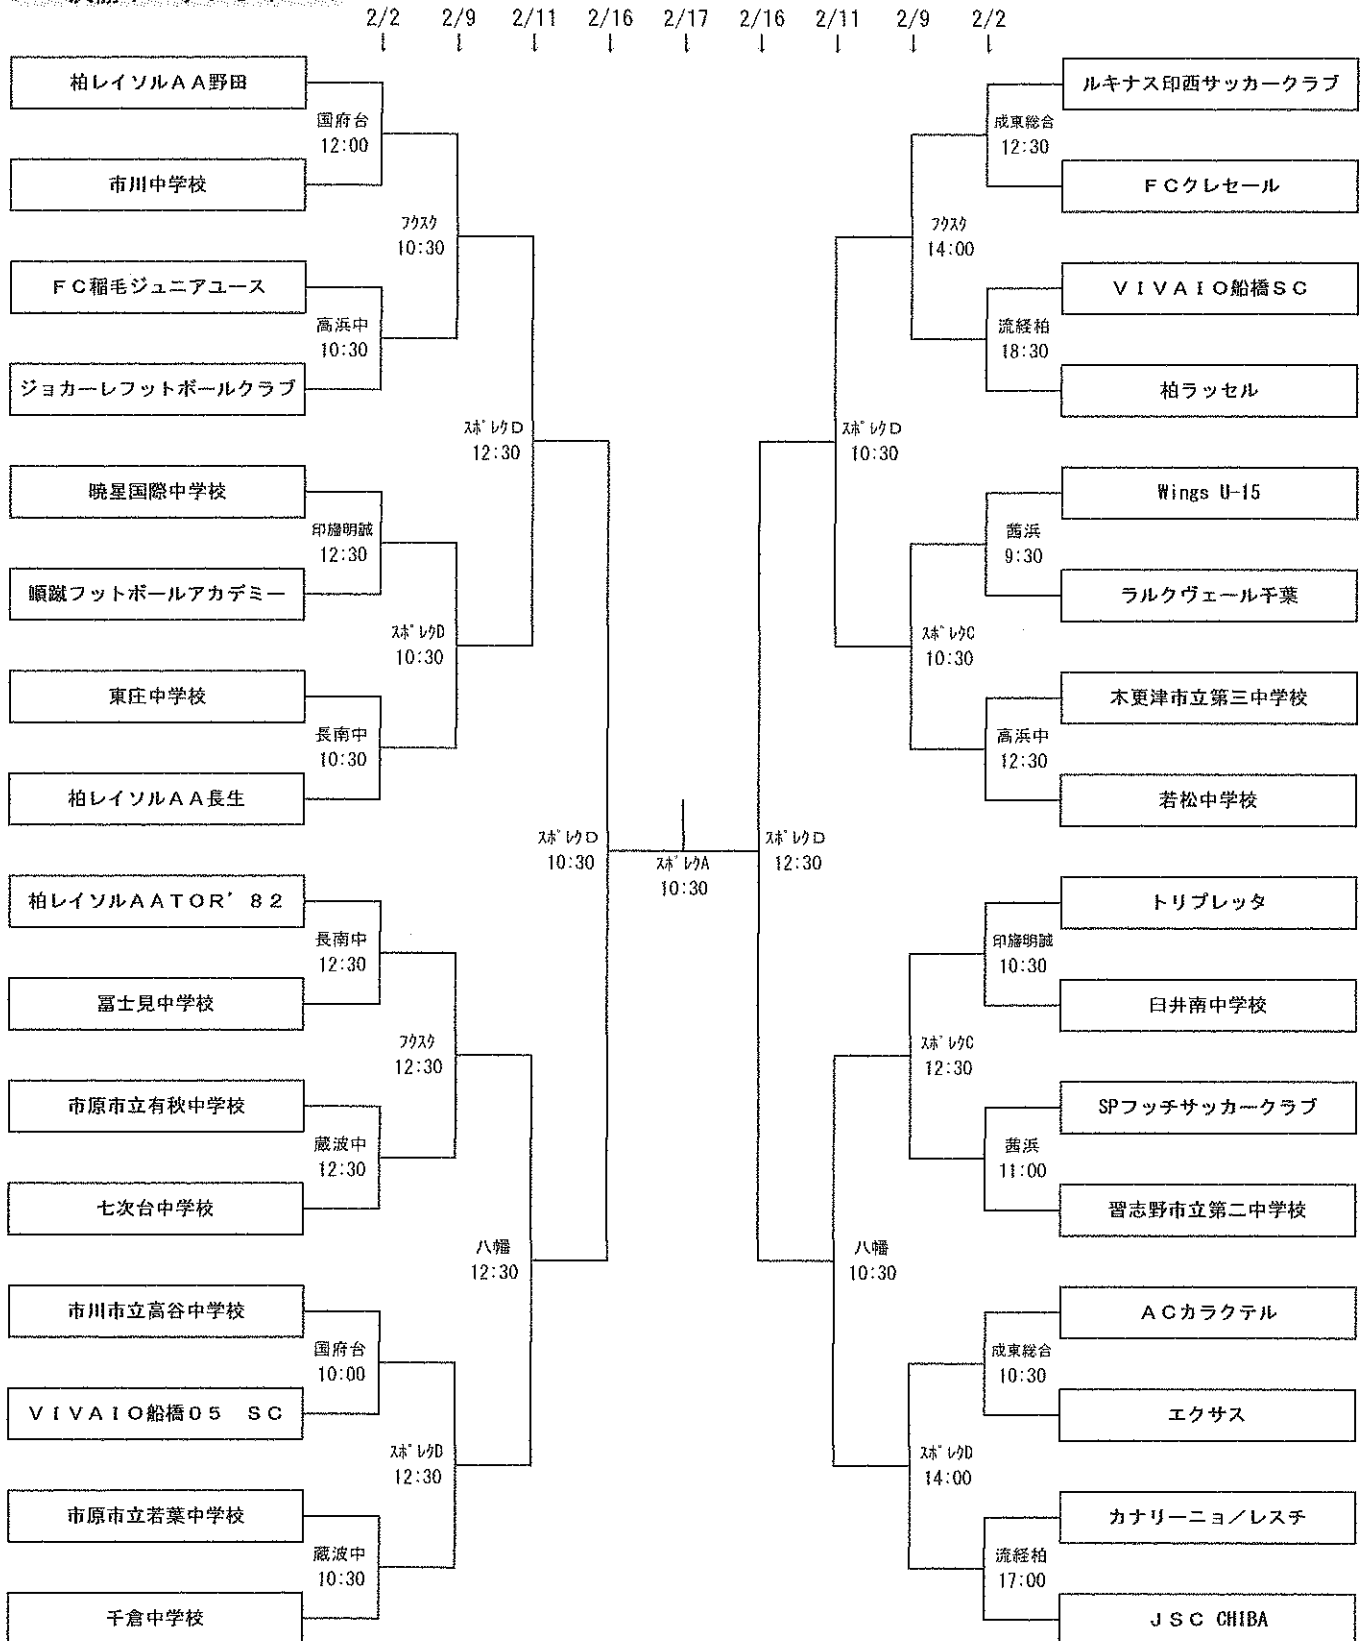 2/2 2/9 2/11 2/16 2/17 2/16 2/11 2/9 2/2
↓ ↓ ↓ ↓ ↓ ↓ ↓ ↓ ↓
柏レイソルAA野田
国府台
12:00
市川中学校
フクスク
10:30
FC稲毛ジュニアユース
高浜中
10:30
ジョカーレフットボールクラブ
スポレクD
12:30
暁星国際中学校
印旛明誠
12:30
順蹴フットボールアカデミー
スポレクD
10:30
東庄中学校
長南中
10:30
柏レイソルAA長生
スポレクD
10:30
柏レイソルAATOR'82
長南中
12:30
冨士見中学校
フクスク
12:30
市原市立有秋中学校
蔵波中
12:30
七次台中学校
八幡
12:30
市川市立高谷中学校
国府台
10:00
VIVAIO船橋05 SC
スポレクD
12:30
市原市立若葉中学校
蔵波中
10:30
千倉中学校
スポレクA
10:30
ルキナス印西サッカークラブ
成東総合
12:30
FCクレセール
フクスク
14:00
VIVAIO船橋SC
流経柏
18:30
柏ラッセル
スポレクD
10:30
Wings U-15
茜浜
9:30
ラルクヴェール千葉
スポレクC
10:30
木更津市立第三中学校
高浜中
12:30
若松中学校
スポレクD
12:30
トリプレッタ
印旛明誠
10:30
臼井南中学校
スポレクC
12:30
SPフッチサッカークラブ
茜浜
11:00
習志野市立第二中学校
八幡
10:30
ACカラクテル
成東総合
10:30
エクサス
スポレクD
14:00
カナリーニョ/レスチ
流経柏
17:00
JSC CHIBA